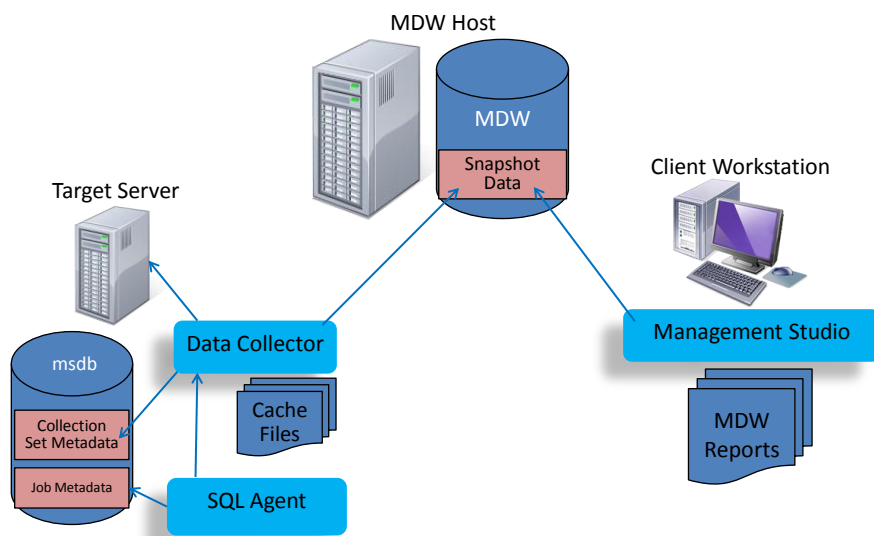 MDW Host
MDW
Snapshot
Data
Client Workstation
Target Server
Data Collector
Management Studio
msdb
Collection
Set Metadata
Cache
Files
MDW
Reports
Job Metadata
SQL Agent